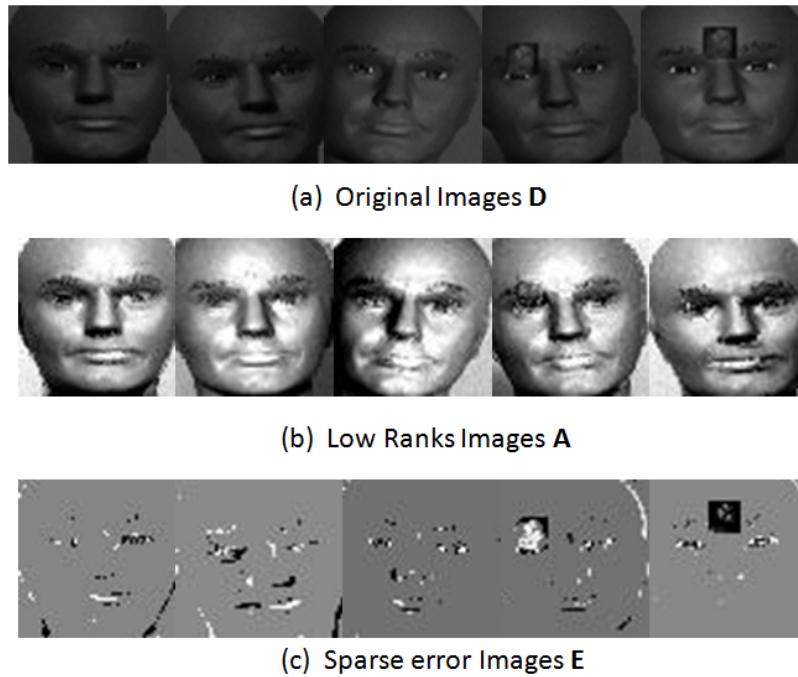 (a) Original Images D
(b) Low Ranks Images A
(c) Sparse error Images E